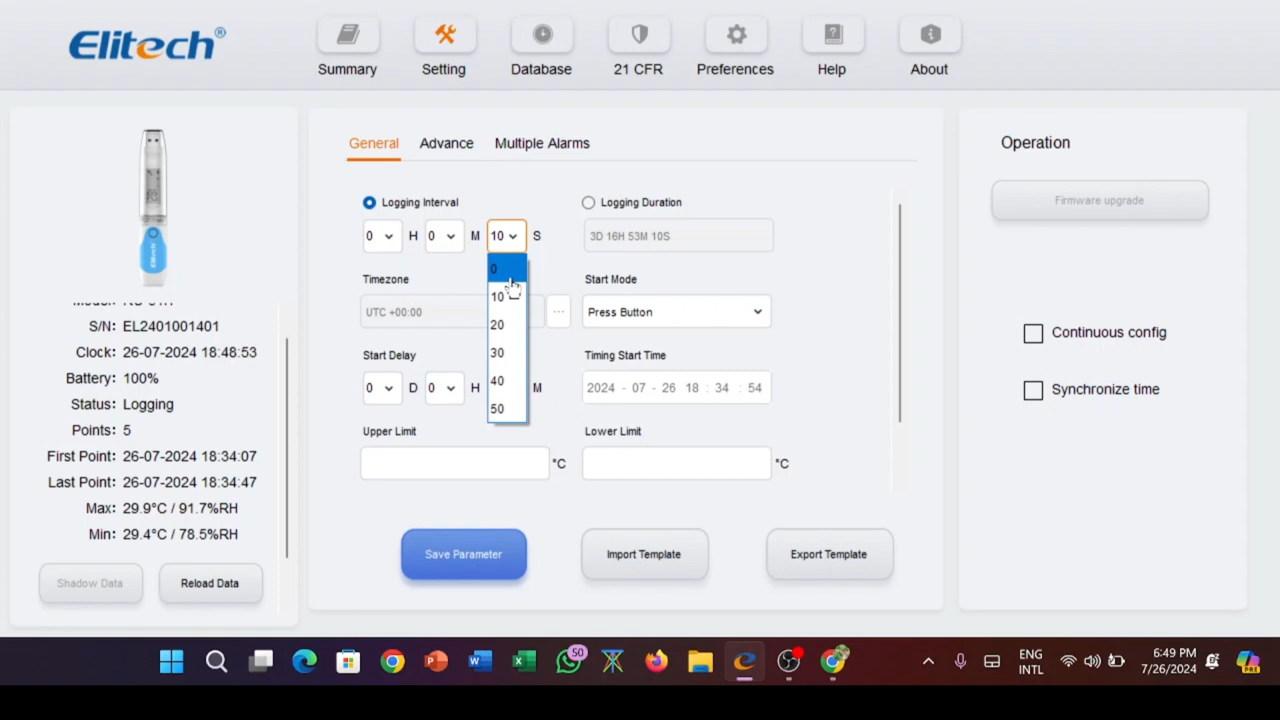 Elitech®
Summary
Setting
Database
21 CFR
Preferences
Help
About
S/N: EL2401001401
Clock: 26-07-2024 18:48:53
Battery: 100%
Status: Logging
Points: 5
First Point: 26-07-2024 18:34:07
Last Point: 26-07-2024 18:34:47
Max: 29.9°C / 91.7%RH
Min: 29.4°C / 78.5%RH
Shadow Data
Reload Data
General
Advance
Multiple Alarms
Logging Interval
Logging Duration
0 H 0 M 10 S
3D 16H 53M 10S
0
10
20
30
40
50
Timezone
Start Mode
UTC +00:00
...
Press Button
Start Delay
Timing Start Time
0 D 0 H M
2024 - 07 - 26 18 : 34 : 54
Upper Limit
Lower Limit
°C
°C
Save Parameter
Import Template
Export Template
Operation
Firmware upgrade
Continuous config
Synchronize time
50
ENG
INTL
6:49 PM
7/26/2024
PRE